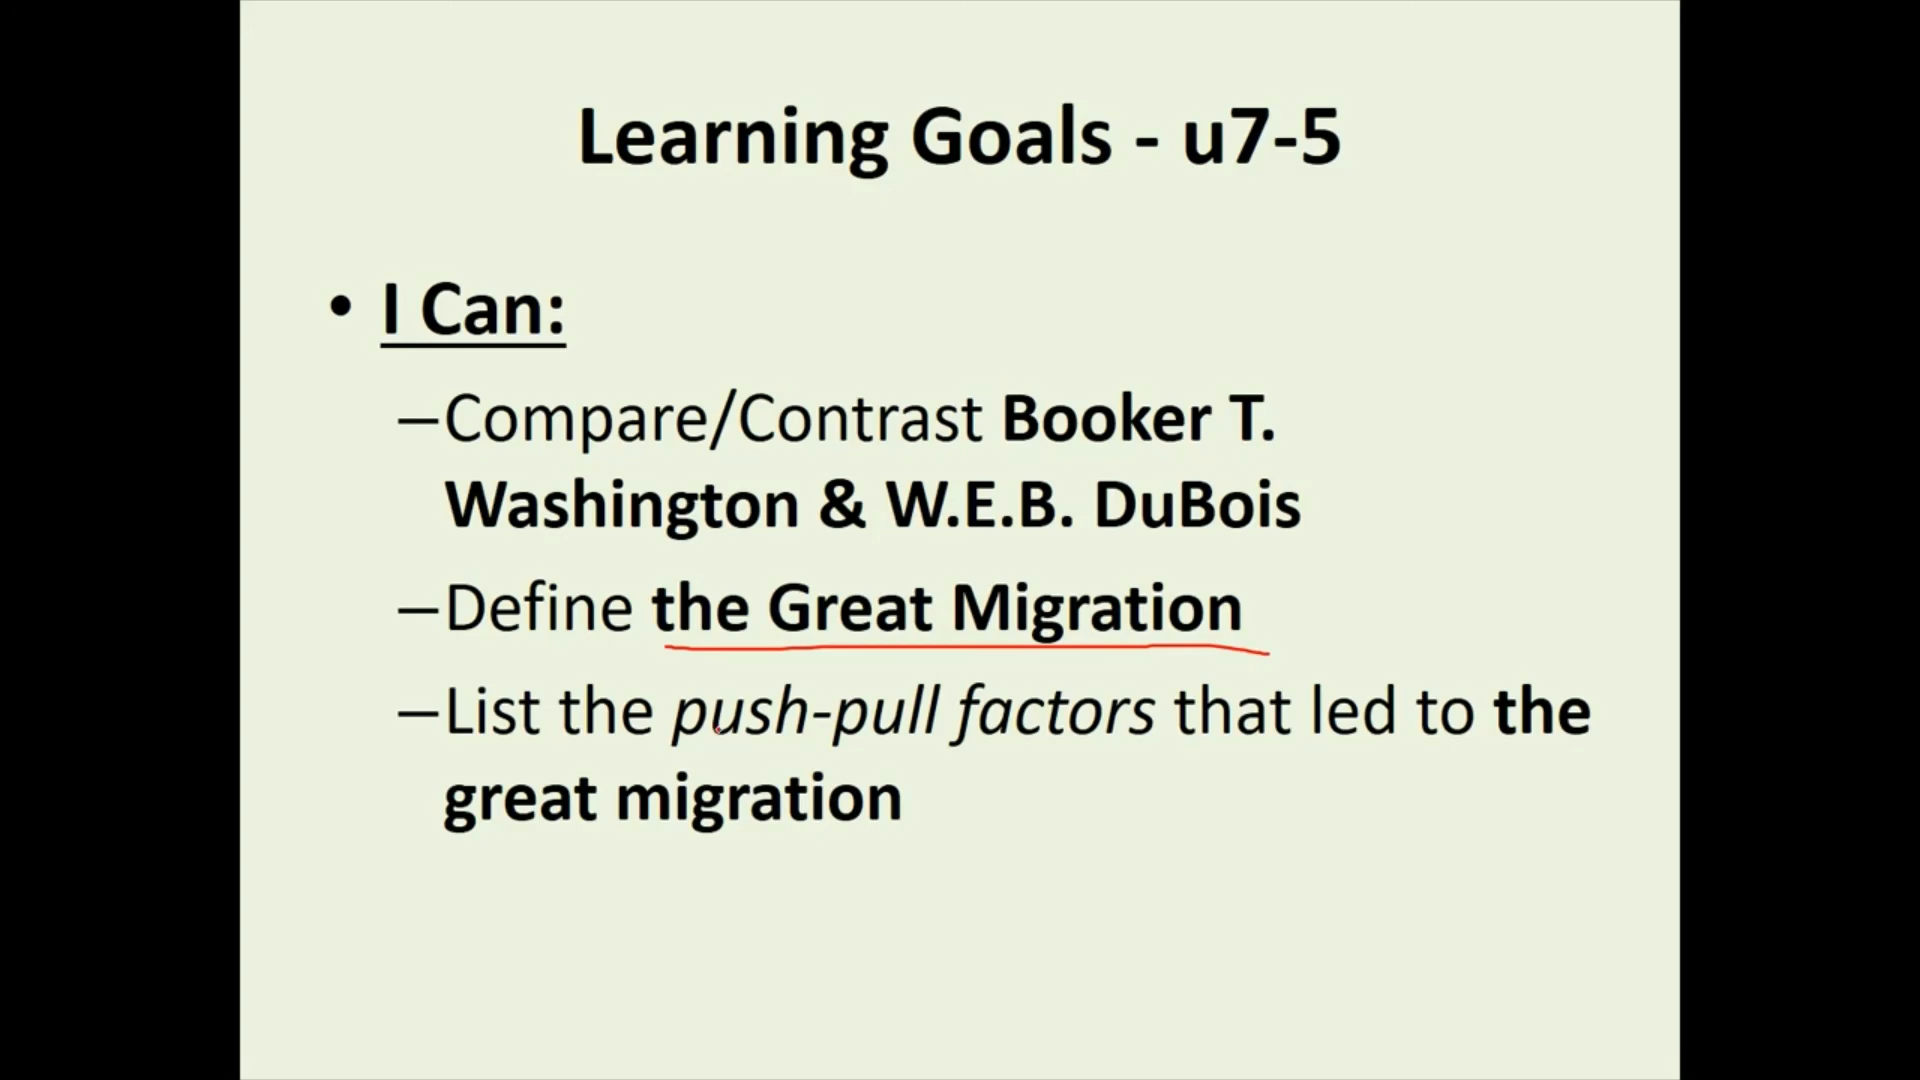 Learning Goals - u7-5
• I Can:
–Compare/Contrast Booker T.
Washington & W.E.B. DuBois
–Define the Great Migration
–List the push-pull factors that led to the
great migration